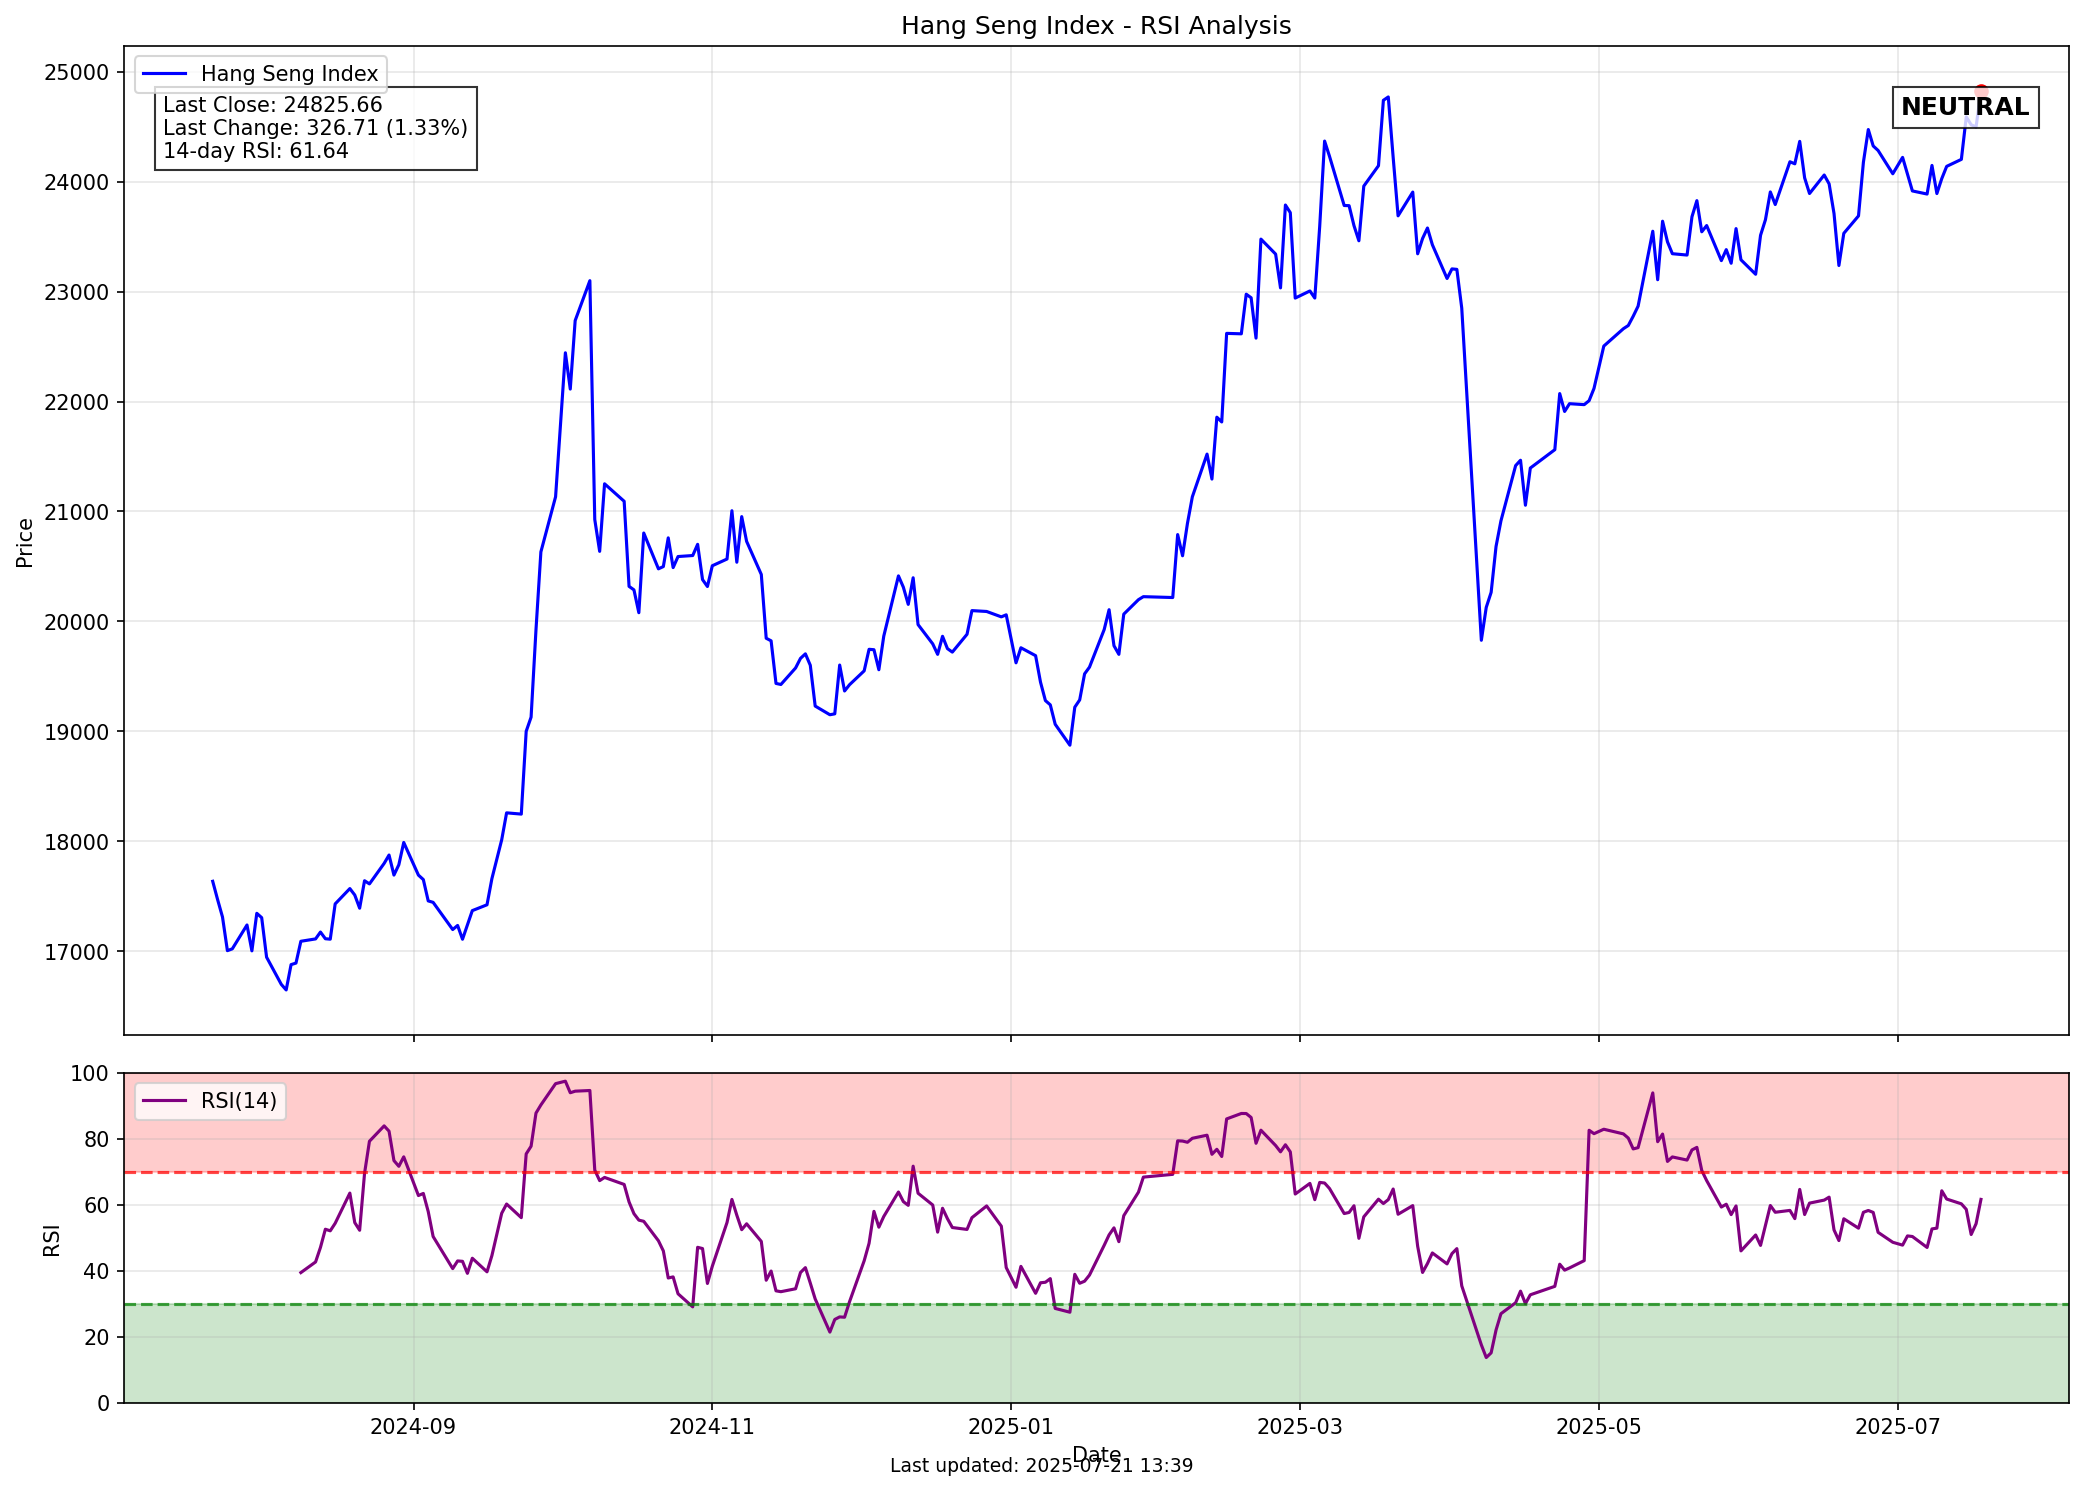 Hang Seng Index - RSI Analysis
Hang Seng Index
Last Close: 24825.66
Last Change: 326.71 (1.33%)
14-day RSI: 61.64
NEUTRAL
Price
25000
24000
23000
22000
21000
20000
19000
18000
17000
RSI(14)
RSI
100
80
60
40
20
0
2024-09
2024-11
2025-01
2025-03
2025-05
2025-07
Date
Last updated: 2025-07-21 13:39